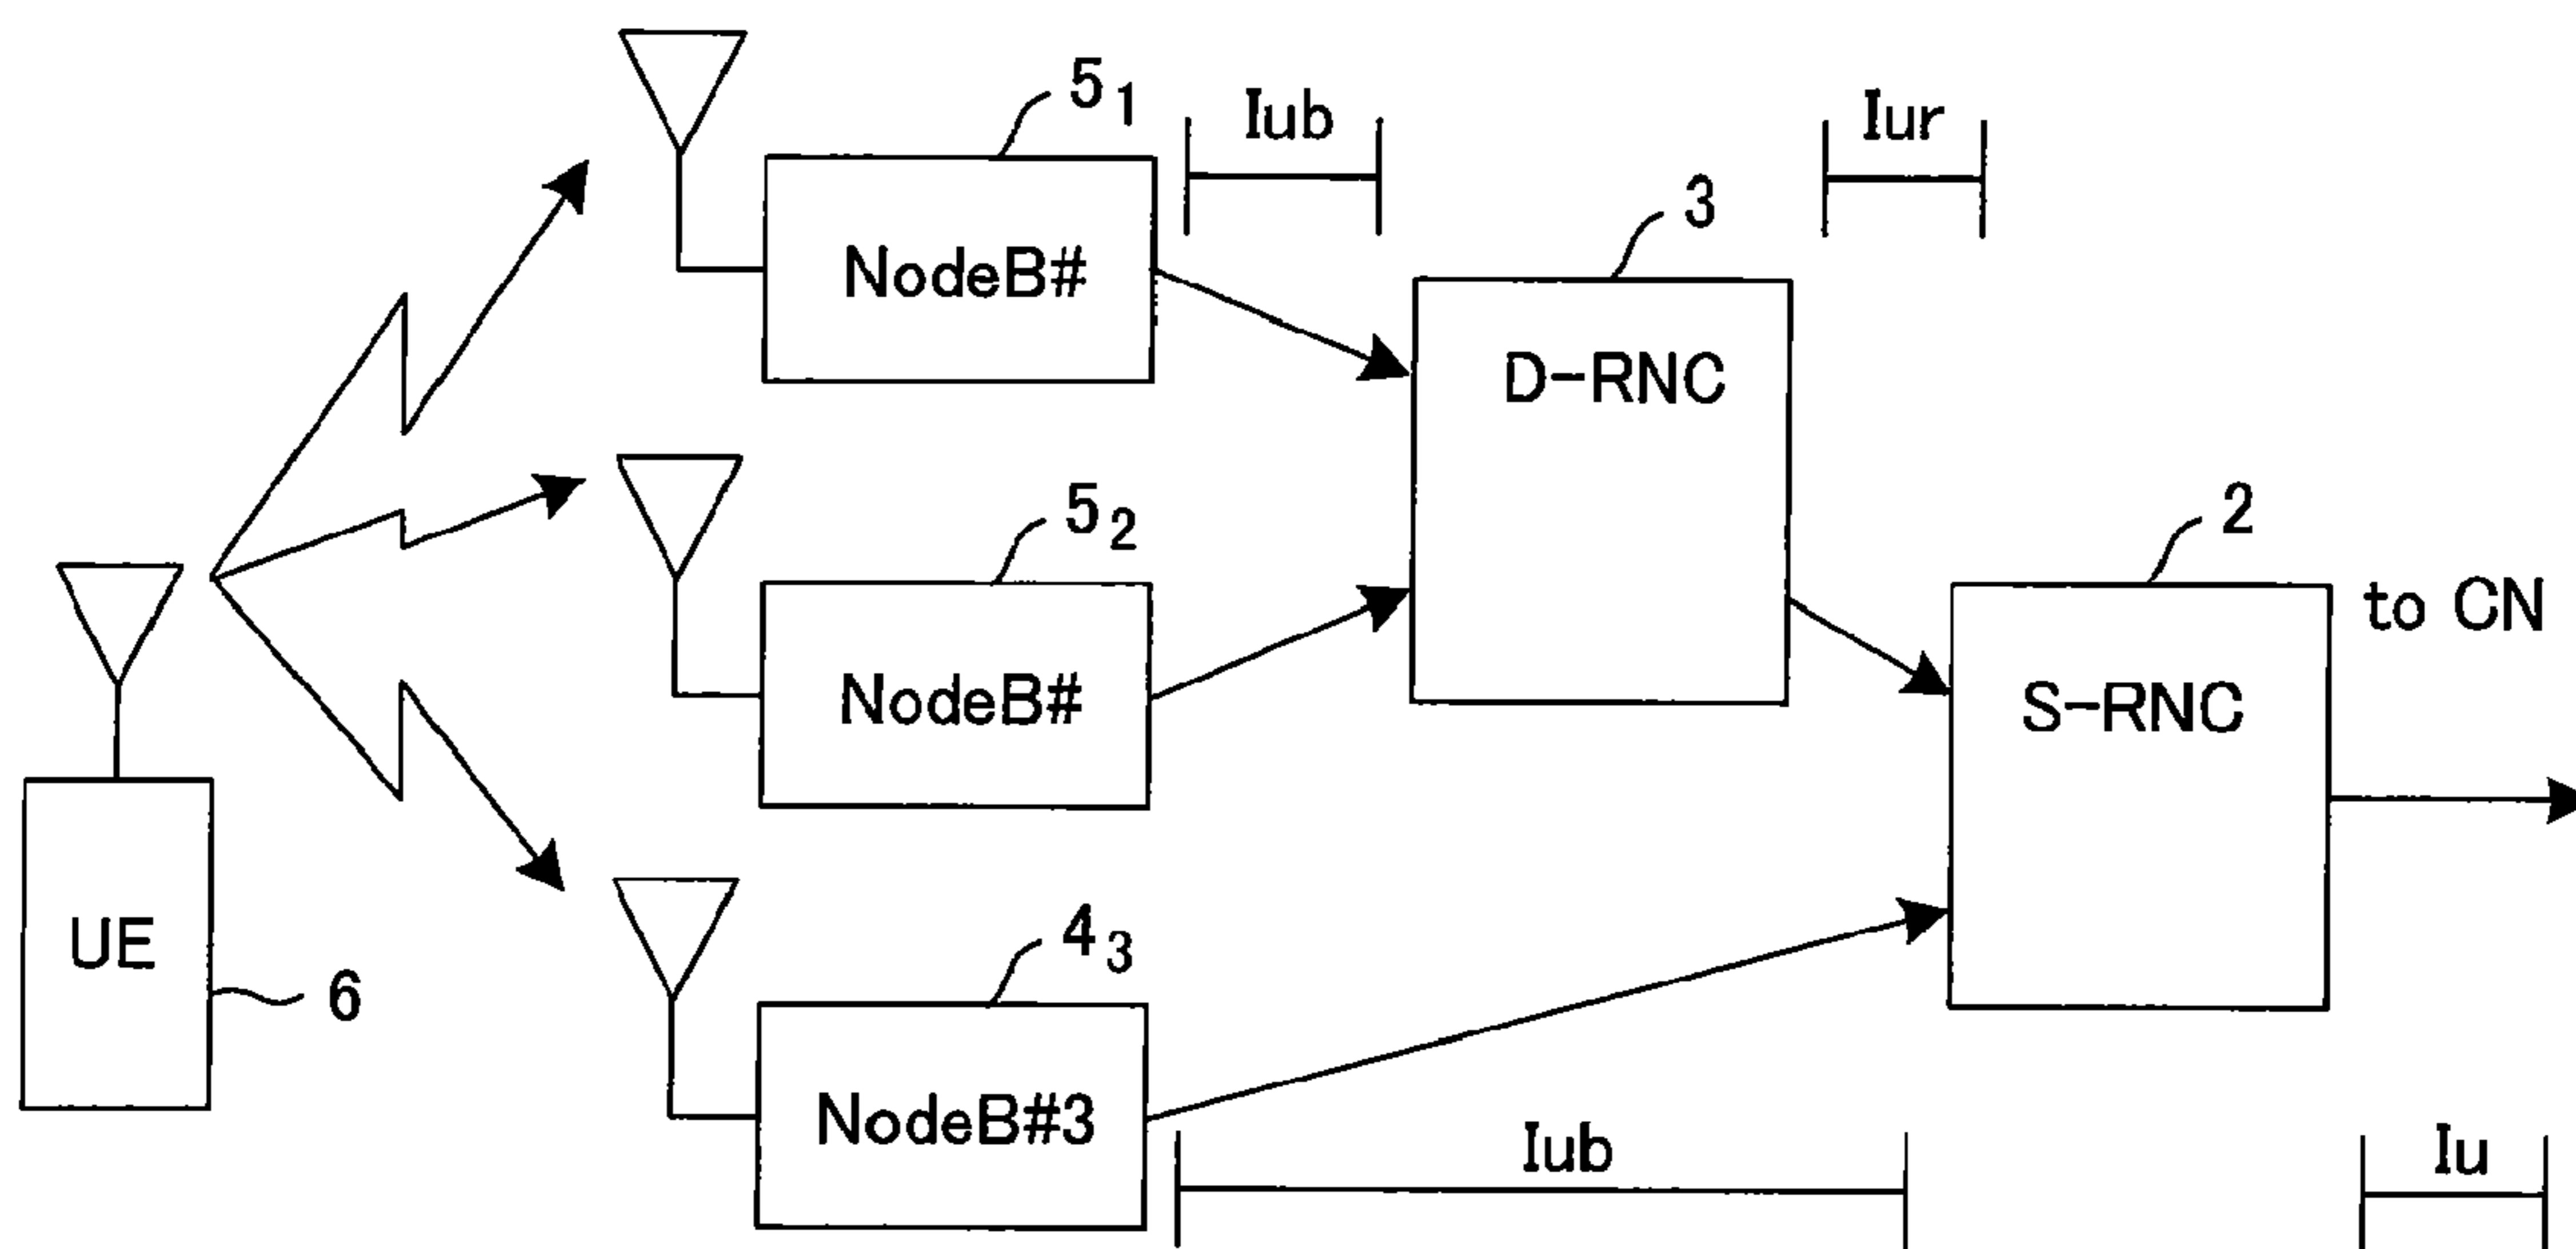 5₁
Iub
Iur
NodeB#
3
D-RNC
5₂
2
NodeB#
to CN
S-RNC
UE
6
4₃
NodeB#3
Iub
Iu